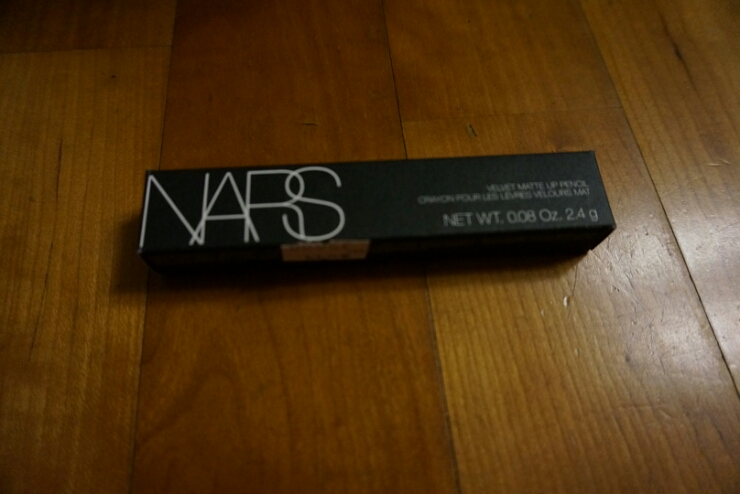 NARS
VELVET MATTE LIP PENCIL
CRAYON POUR LES LÈVRES VELOURS MAT
NET WT. 0.08 Oz. 2.4 g